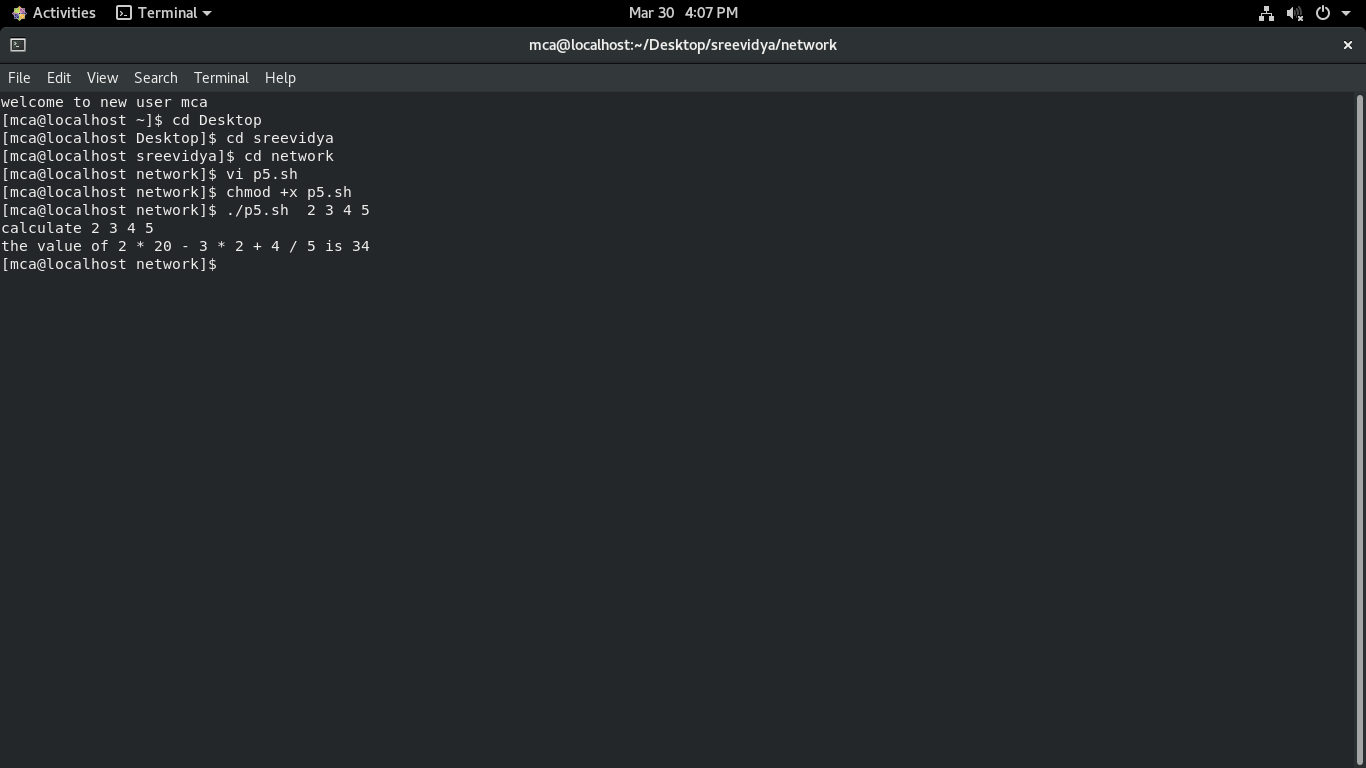 Activities Terminal Mar 30 4:07 PM
mca@localhost:~/Desktop/sreevidya/network
File Edit View Search Terminal Help
welcome to new user mca
[mca@localhost ~]$ cd Desktop
[mca@localhost Desktop]$ cd sreevidya
[mca@localhost sreevidya]$ cd network
[mca@localhost network]$ vi p5.sh
[mca@localhost network]$ chmod +x p5.sh
[mca@localhost network]$ ./p5.sh  2 3 4 5
calculate 2 3 4 5
the value of 2 * 20 - 3 * 2 + 4 / 5 is 34
[mca@localhost network]$